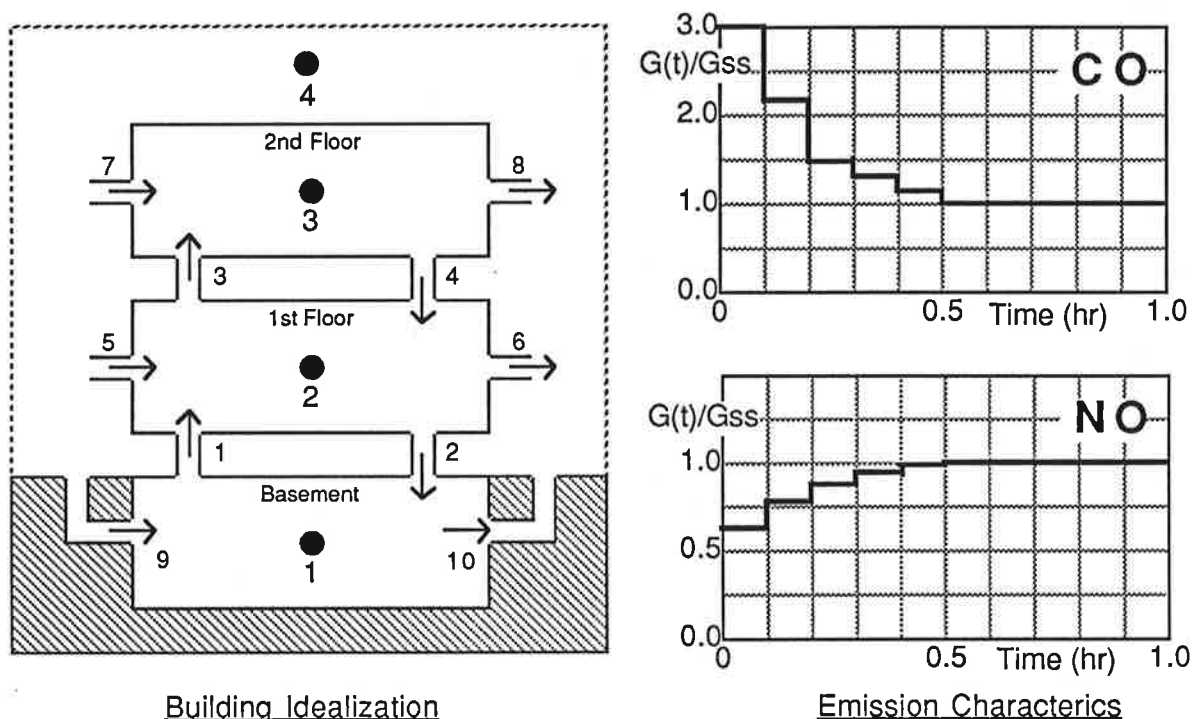 4
2nd Floor
7
8
3
3
4
1st Floor
5
6
2
1
2
Basement
9
10
1
Building Idealization
3.0
G(t)/Gss
C O
2.0
1.0
0.0
0
0.5
Time (hr)
1.0
G(t)/Gss
N O
1.0
0.5
0.0
0
0.5
Time (hr)
1.0
Emission Characterics